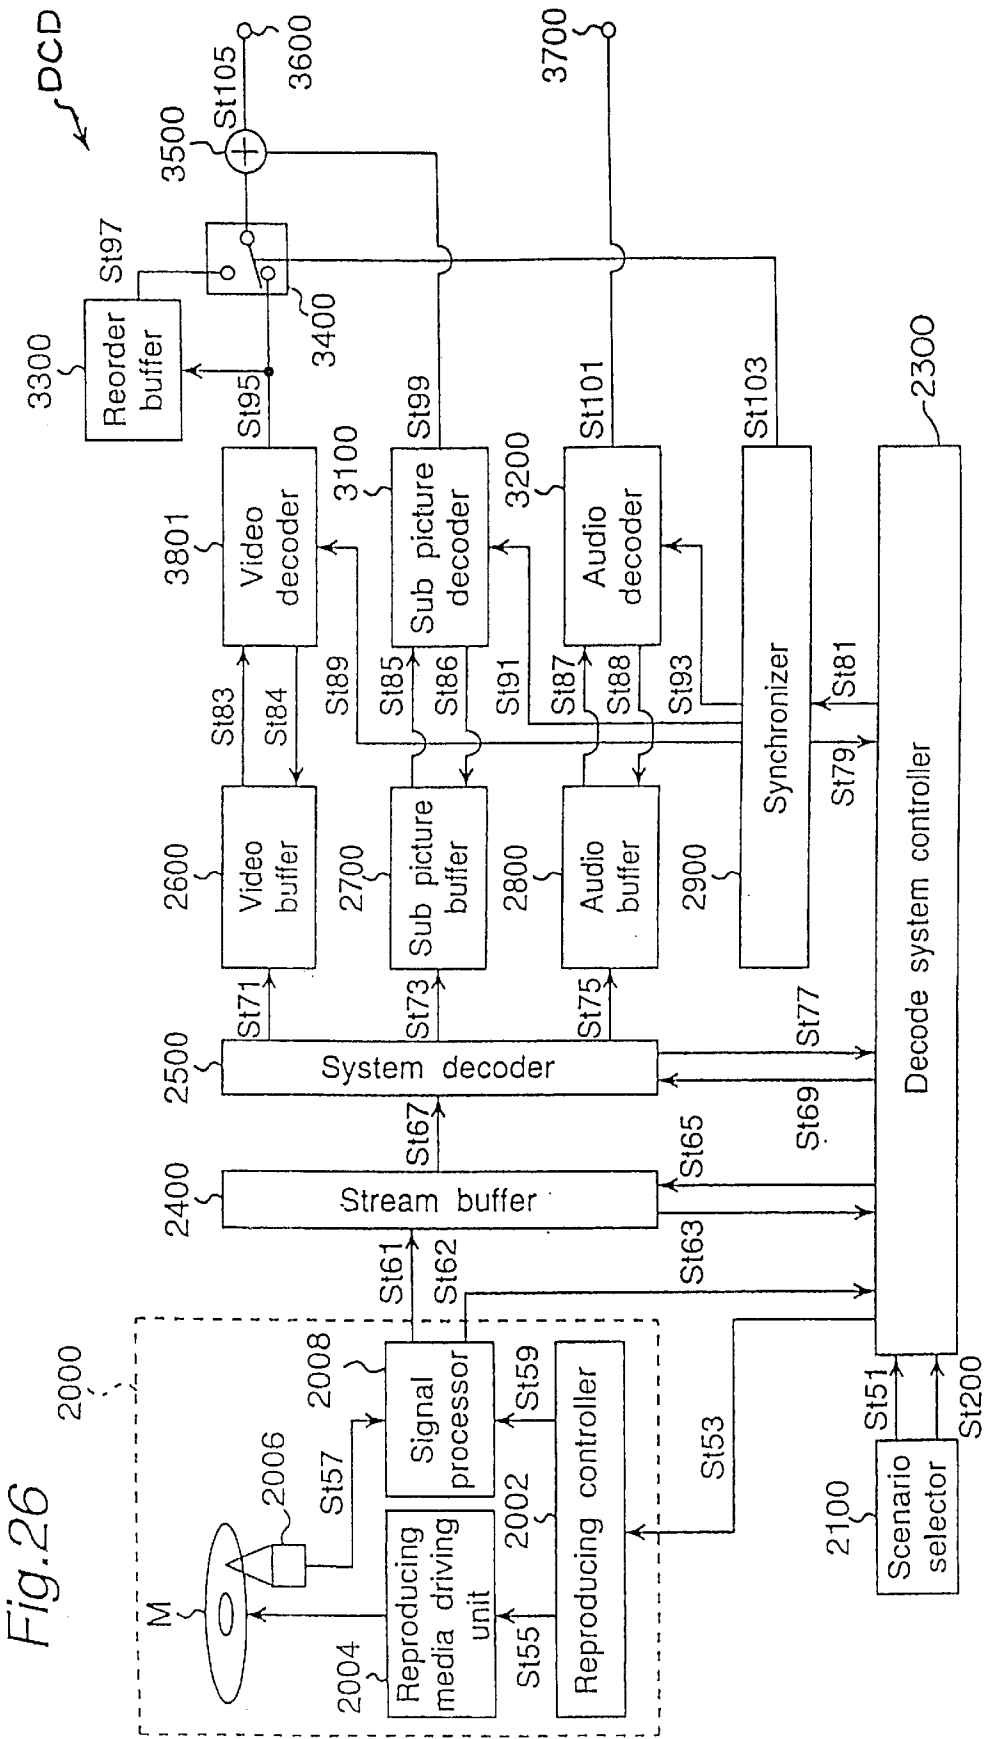 Fig.26
DCD
2000
M
2006
St57
2004
Reproducing
media driving
unit
2008
Signal
processor
St55
St59
2002
Reproducing controller
St53
2100
Scenario
selector
St51
St200
St61
St62
2400
Stream buffer
St63
St65
St67
2500
System decoder
St69
St77
St71
St73
St75
2600
Video
buffer
2700
Sub picture
buffer
2800
Audio
buffer
2900
Synchronizer
St79
St81
St83
St84
St89
St85
St86
St91
St87
St88
St93
3801
Video
decoder
3100
Sub picture
decoder
3200
Audio
decoder
St95
St99
St101
St103
3300
Reorder
buffer
St97
3400
3500
St105
3600
3700
2300
Decode system controller